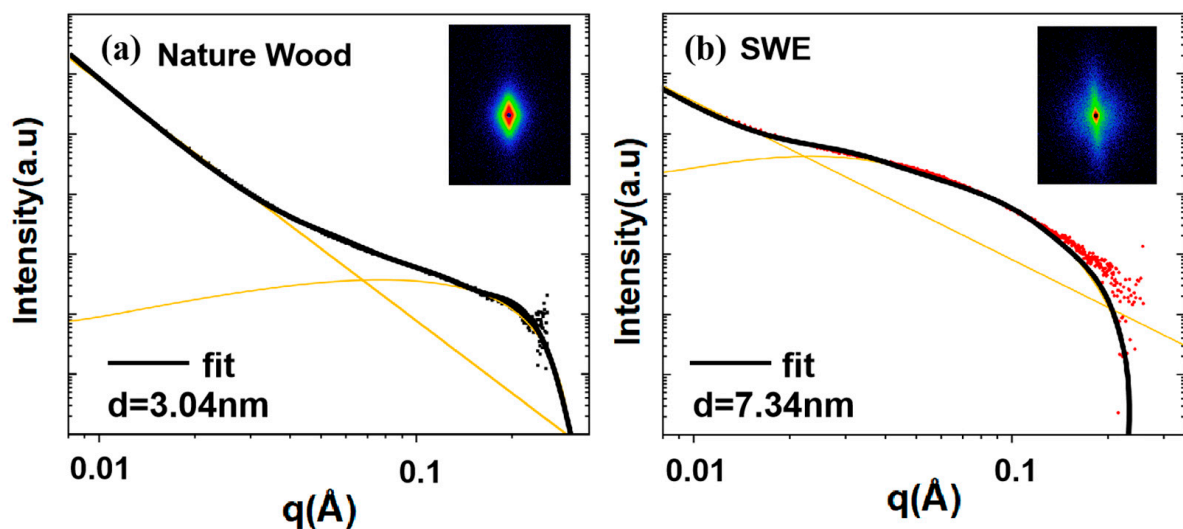 (a) Nature Wood
Intensity(a.u)
fit
d=3.04nm
0.01 0.1
q(Å)
(b) SWE
Intensity(a.u)
fit
d=7.34nm
0.01 0.1
q(Å)